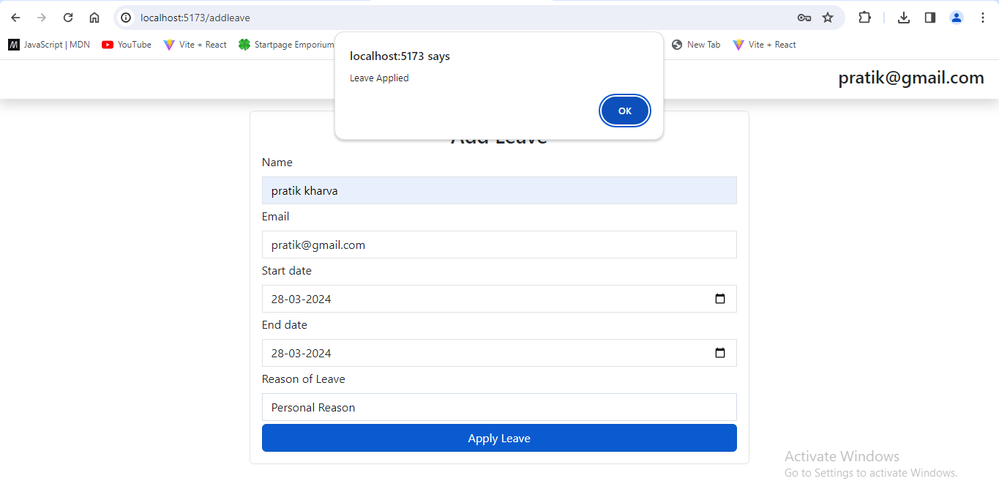 localhost:5173/addleave
JavaScript | MDN YouTube Vite + React Startpage Emporium New Tab Vite + React
localhost:5173 says
Leave Applied
OK
pratik@gmail.com
Add Leave
Name
pratik kharva
Email
pratik@gmail.com
Start date
28-03-2024
End date
28-03-2024
Reason of Leave
Personal Reason
Apply Leave
Activate Windows
Go to Settings to activate Windows.